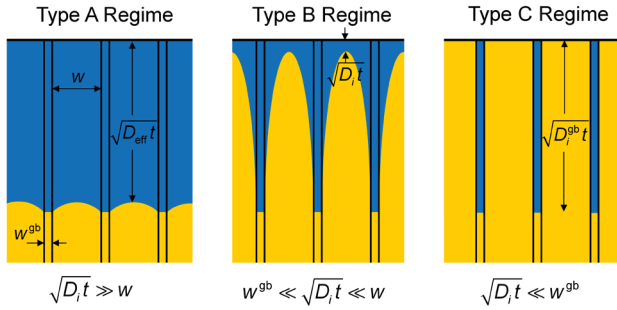 Type A Regime
Type B Regime
Type C Regime
w
√D_i t
√D_eff t
√D_i^gb t
w^gb
√D_i t ≫ w
w^gb ≪ √D_i t ≪ w
√D_i t ≪ w^gb